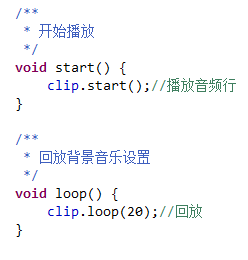 /**
 * 开始播放
 */
void start() {
    clip.start();//播放音频行
}

/**
 * 回放背景音乐设置
 */
void loop() {
    clip.loop(20);//回放
}